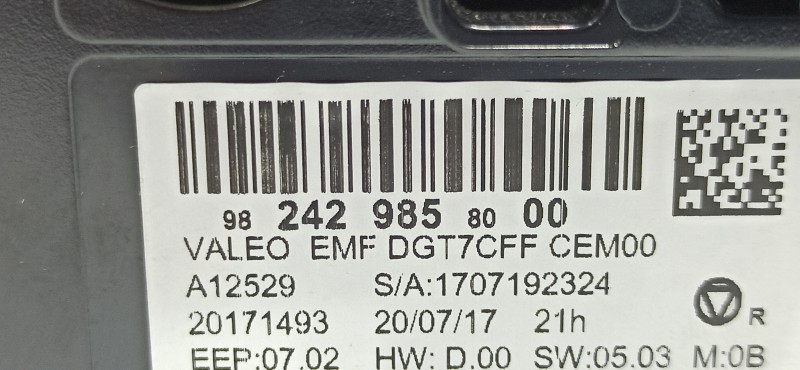 98 242 985 80 00
VALEO EMF DGT7CFF CEM00
A12529 S/A:1707192324
20171493 20/07/17 21h R
EEP:07.02 HW: D.00 SW:05.03 M:0B